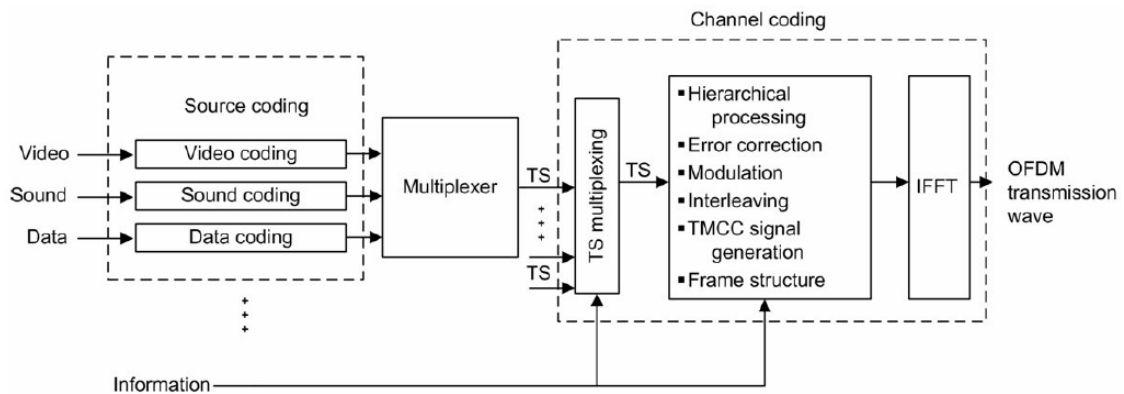 Channel coding
Source coding
Video
Video coding
Sound
Sound coding
Data
Data coding
Multiplexer
TS
TS
TS multiplexing
TS
▪ Hierarchical
processing
▪ Error correction
▪ Modulation
▪ Interleaving
▪ TMCC signal
generation
▪ Frame structure
IFFT
OFDM
transmission
wave
Information